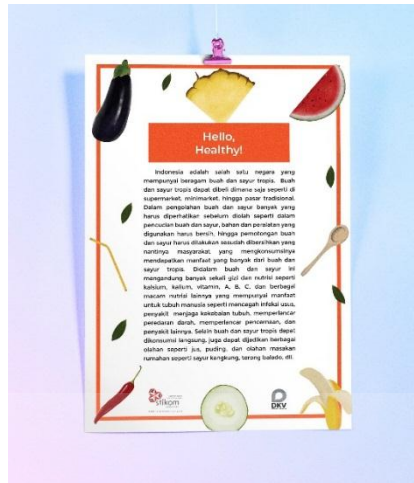 Hello,
Healthy!
Indonesia adalah salah satu negara yang
mempunyai beragam buah dan sayur tropis. Buah
dan sayur tropis dapat dibeli dimana saja seperti di
supermarket, minimarket, hingga pasar tradisional.
Dalam pengolahan buah dan sayur banyak yang
harus diperhatikan sebelum diolah seperti dalam
pencucian buah dan sayur, bahan dan peralatan yang
digunakan harus bersih, hingga pemotongan buah
dan sayur harus dilakukan sesudah dibersihkan yang
nantinya masyarakat yang mengkonsumsinya
mendapatkan manfaat yang banyak dari buah dan
sayur tropis. Didalam buah dan sayur ini
mengandung banyak sekali gizi dan nutrisi seperti
kalsium, kalium, vitamin, A, B, C, dan berbagai
macam nutrisi lainnya yang mempunyai manfaat
untuk tubuh manusia seperti mencegah infeksi usus,
penyakit menjaga kekebalan tubuh, memperlancar
peredaran darah, memperlancar pencernaan, dan
penyakit lainnya. Selain buah dan sayur tropis dapat
dikonsumsi langsung, juga dapat dijadikan berbagai
olahan seperti jus, puding, dan olahan masakan
rumahan seperti sayur kangkung, terong balado, dll.
stikom
DKV